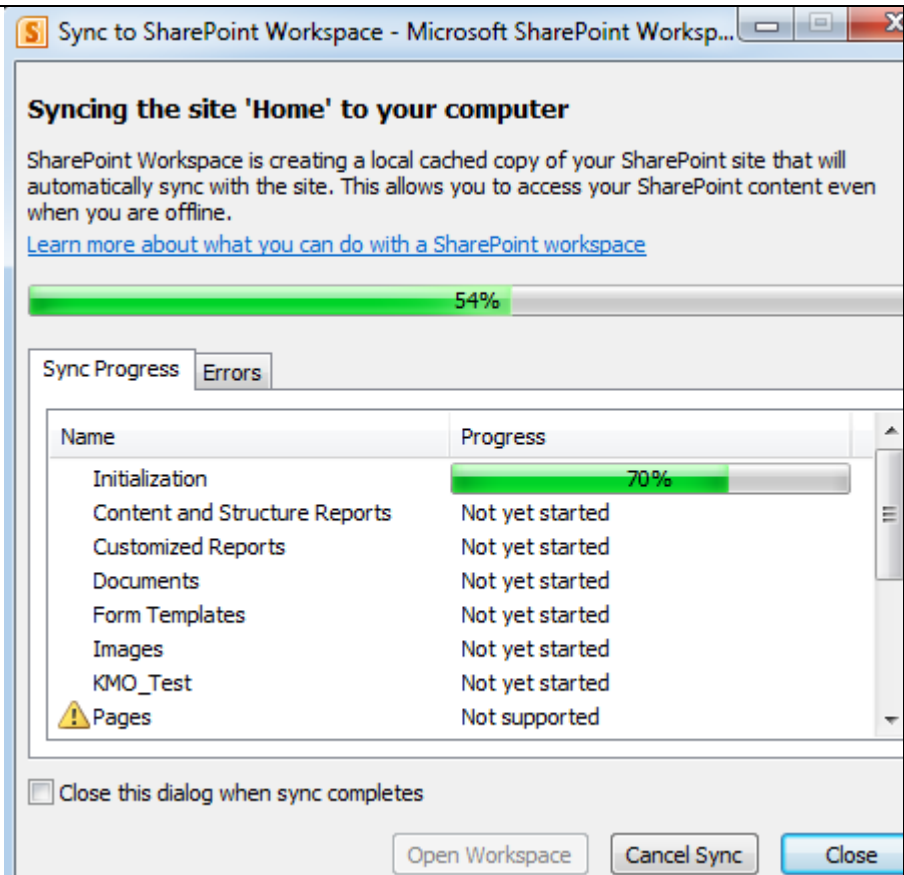 Sync to SharePoint Workspace - Microsoft SharePoint Worksp...
Syncing the site 'Home' to your computer
SharePoint Workspace is creating a local cached copy of your SharePoint site that will
automatically sync with the site. This allows you to access your SharePoint content even
when you are offline.
Learn more about what you can do with a SharePoint workspace
54%
Sync Progress Errors
Name Progress
Initialization 70%
Content and Structure Reports Not yet started
Customized Reports Not yet started
Documents Not yet started
Form Templates Not yet started
Images Not yet started
KMO_Test Not yet started
Pages Not supported
Close this dialog when sync completes
Open Workspace Cancel Sync Close